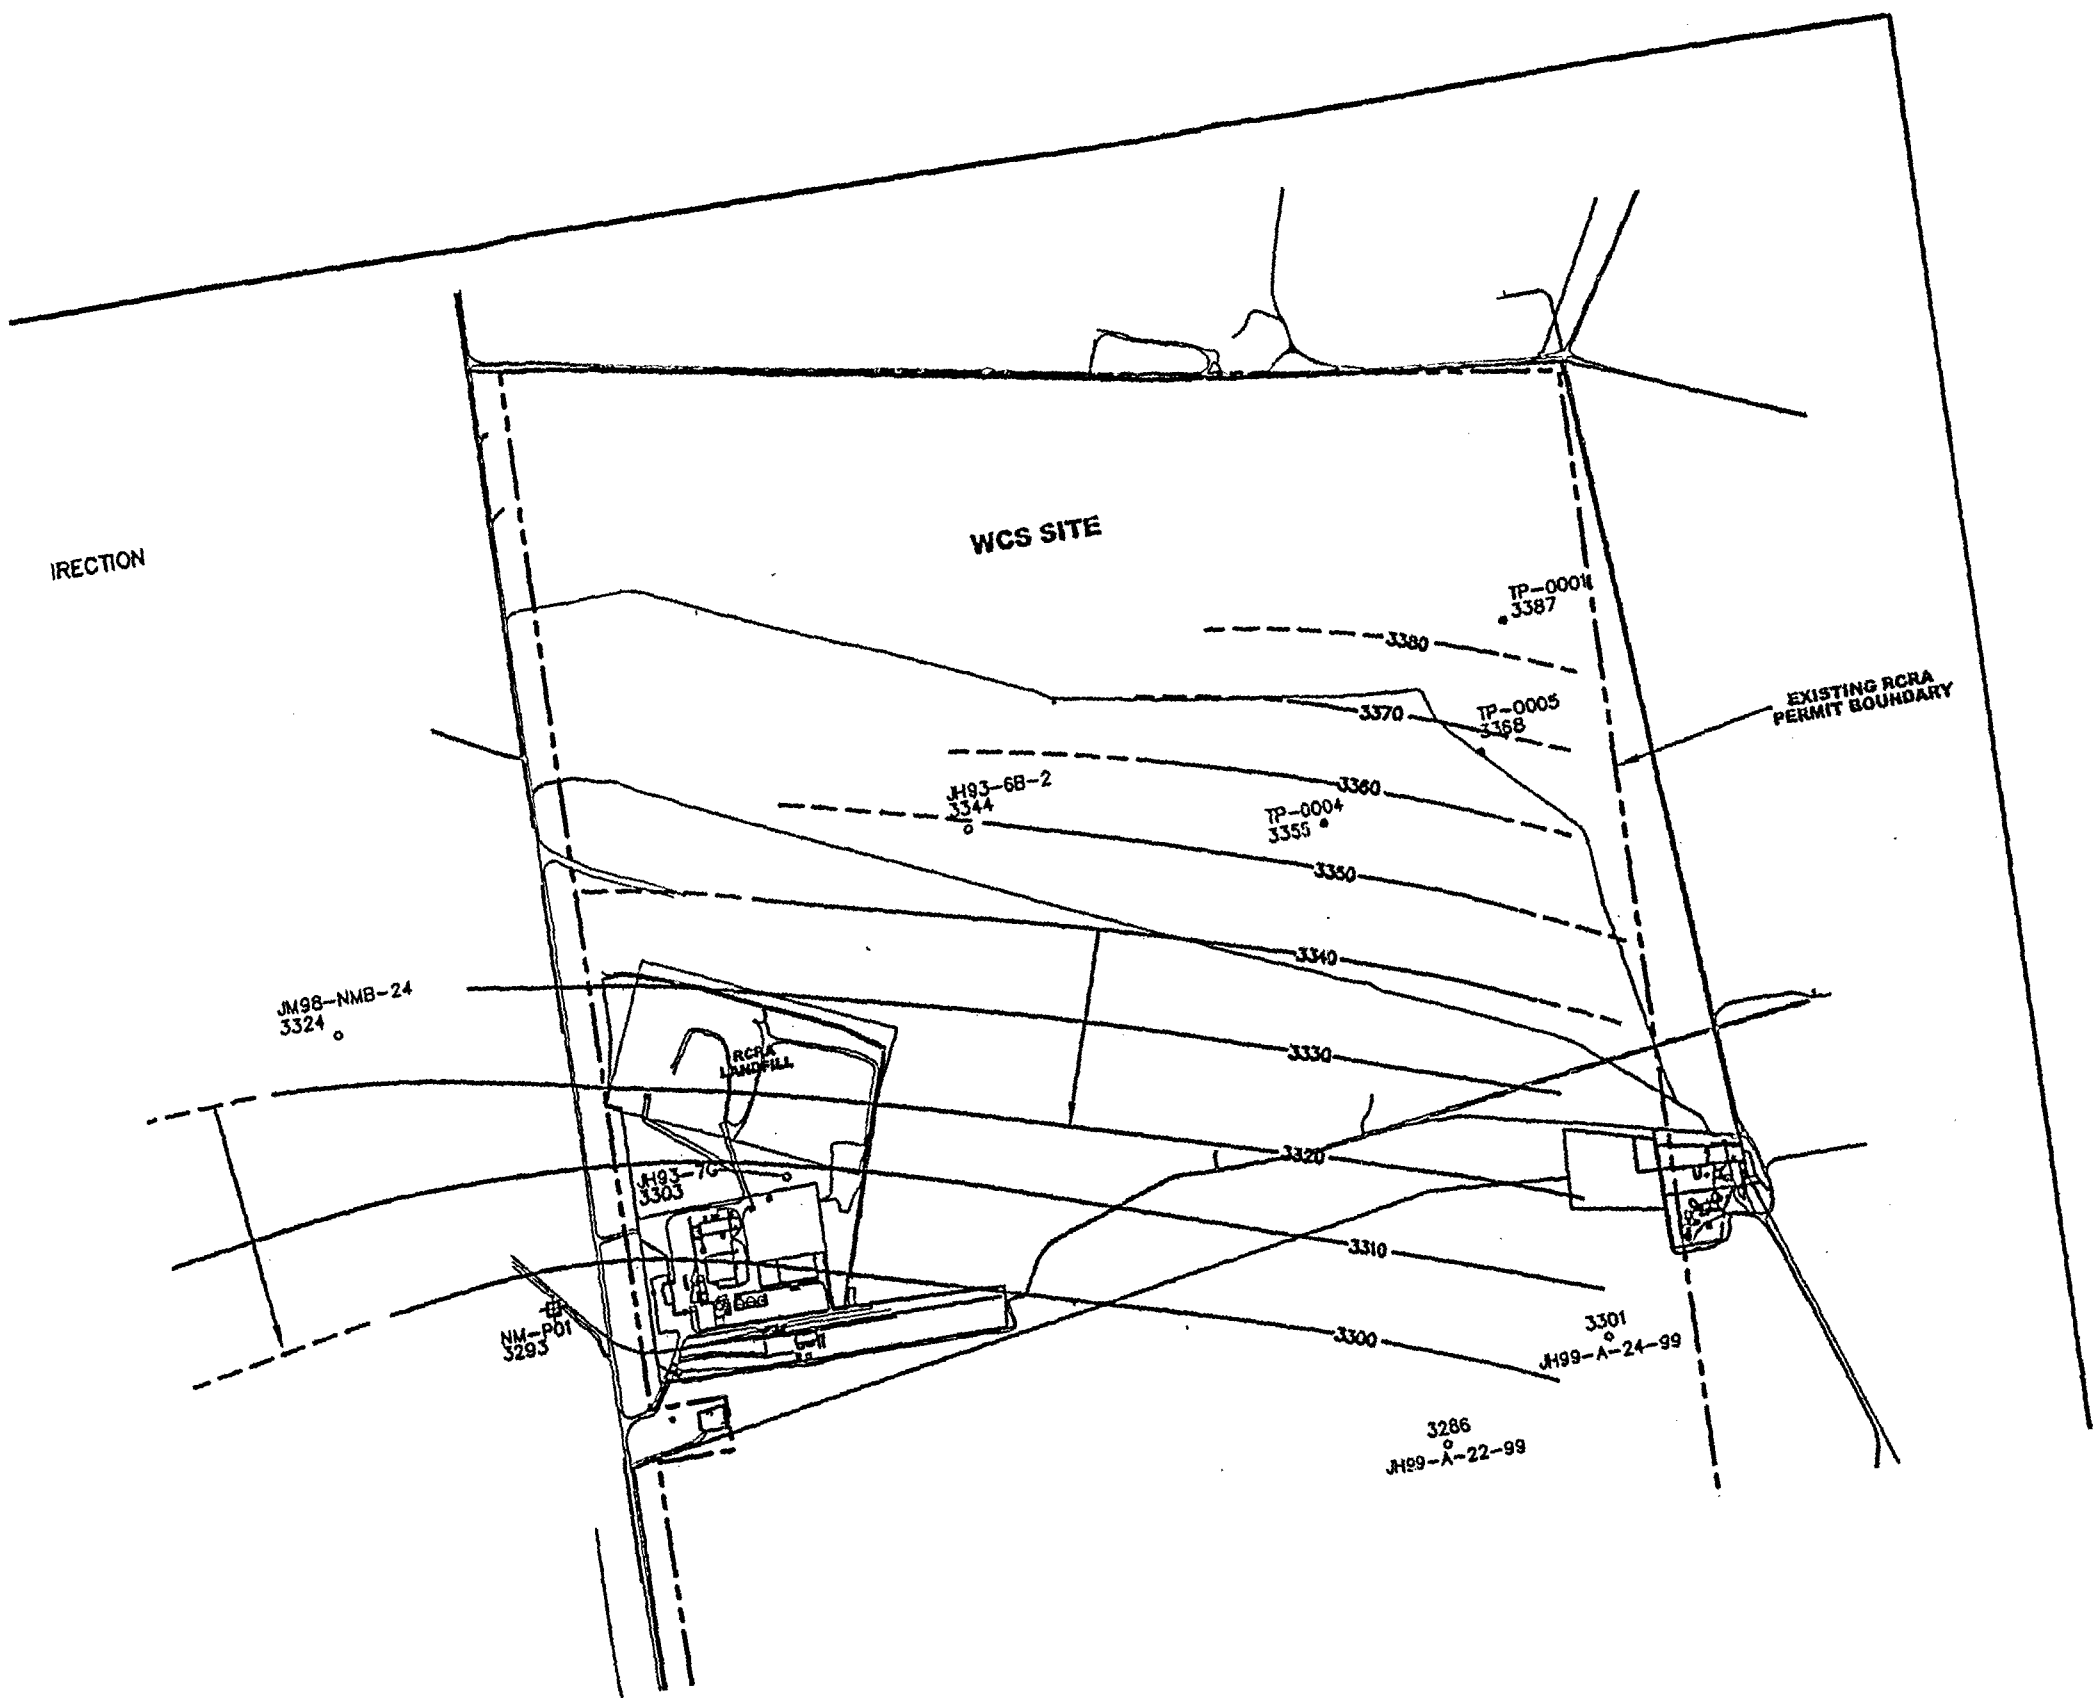 WCS SITE
IRECTION
TP-0001
3387
3380
EXISTING RCRA
PERMIT BOUNDARY
3370
TP-0005
3368
JH93-6B-2
3344
3360
TP-0004
3355
3350
3340
JM98-NMB-24
3324
RCRA
LANDFILL
3330
3320
JH93-7G
3303
3310
NM-P01
3293
3300
3301
JH99-A-24-99
3286
JH99-A-22-99